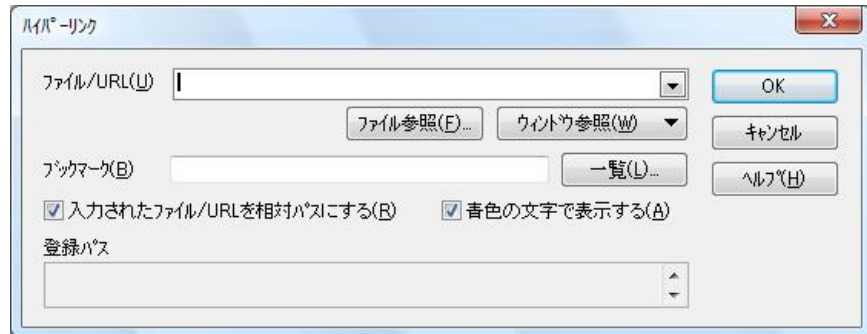 ﾊｲﾊﾟｰﾘﾝｸ
ファイル/URL(U)
OK
ファイル参照(F)...
ウィンドウ参照(W)
キャンセル
ブックマーク(B)
一覧(L)...
ヘルプ(H)
入力されたファイル/URLを相対パスにする(R)
青色の文字で表示する(A)
登録パス